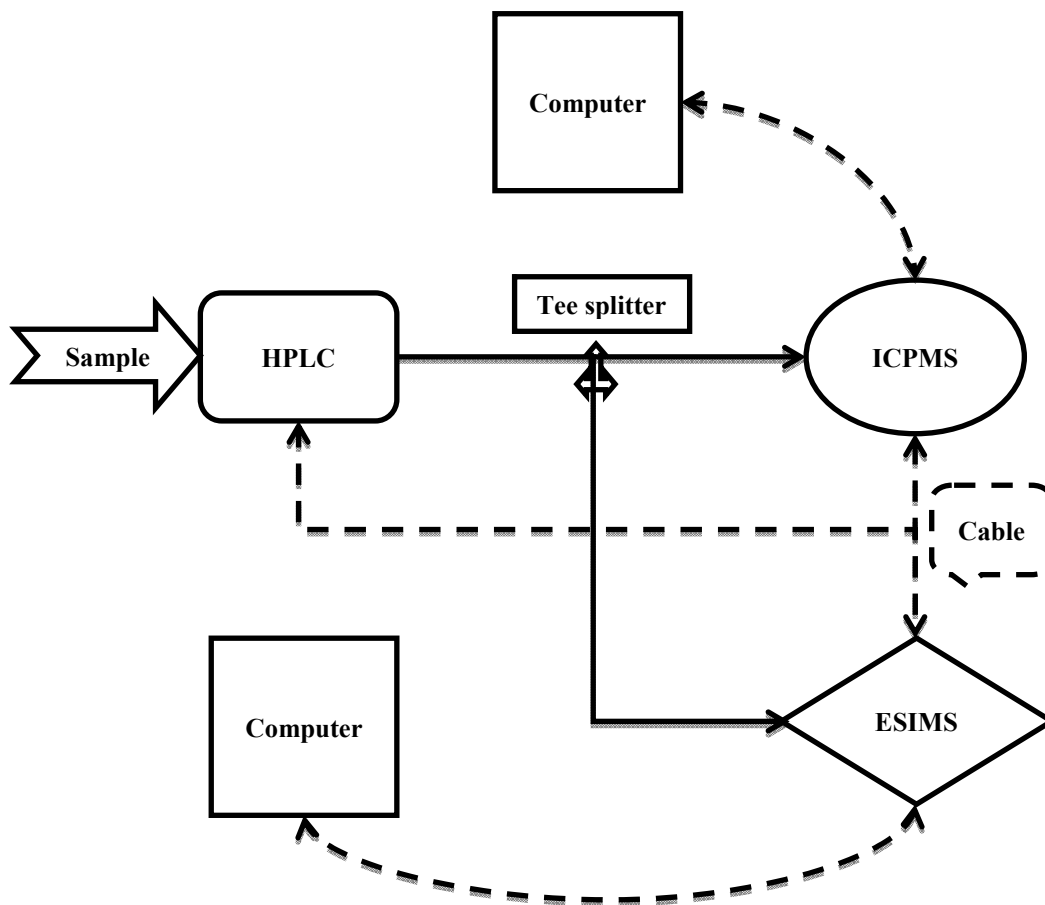 Computer
Tee splitter
Sample
HPLC
ICPMS
Cable
Computer
ESIMS